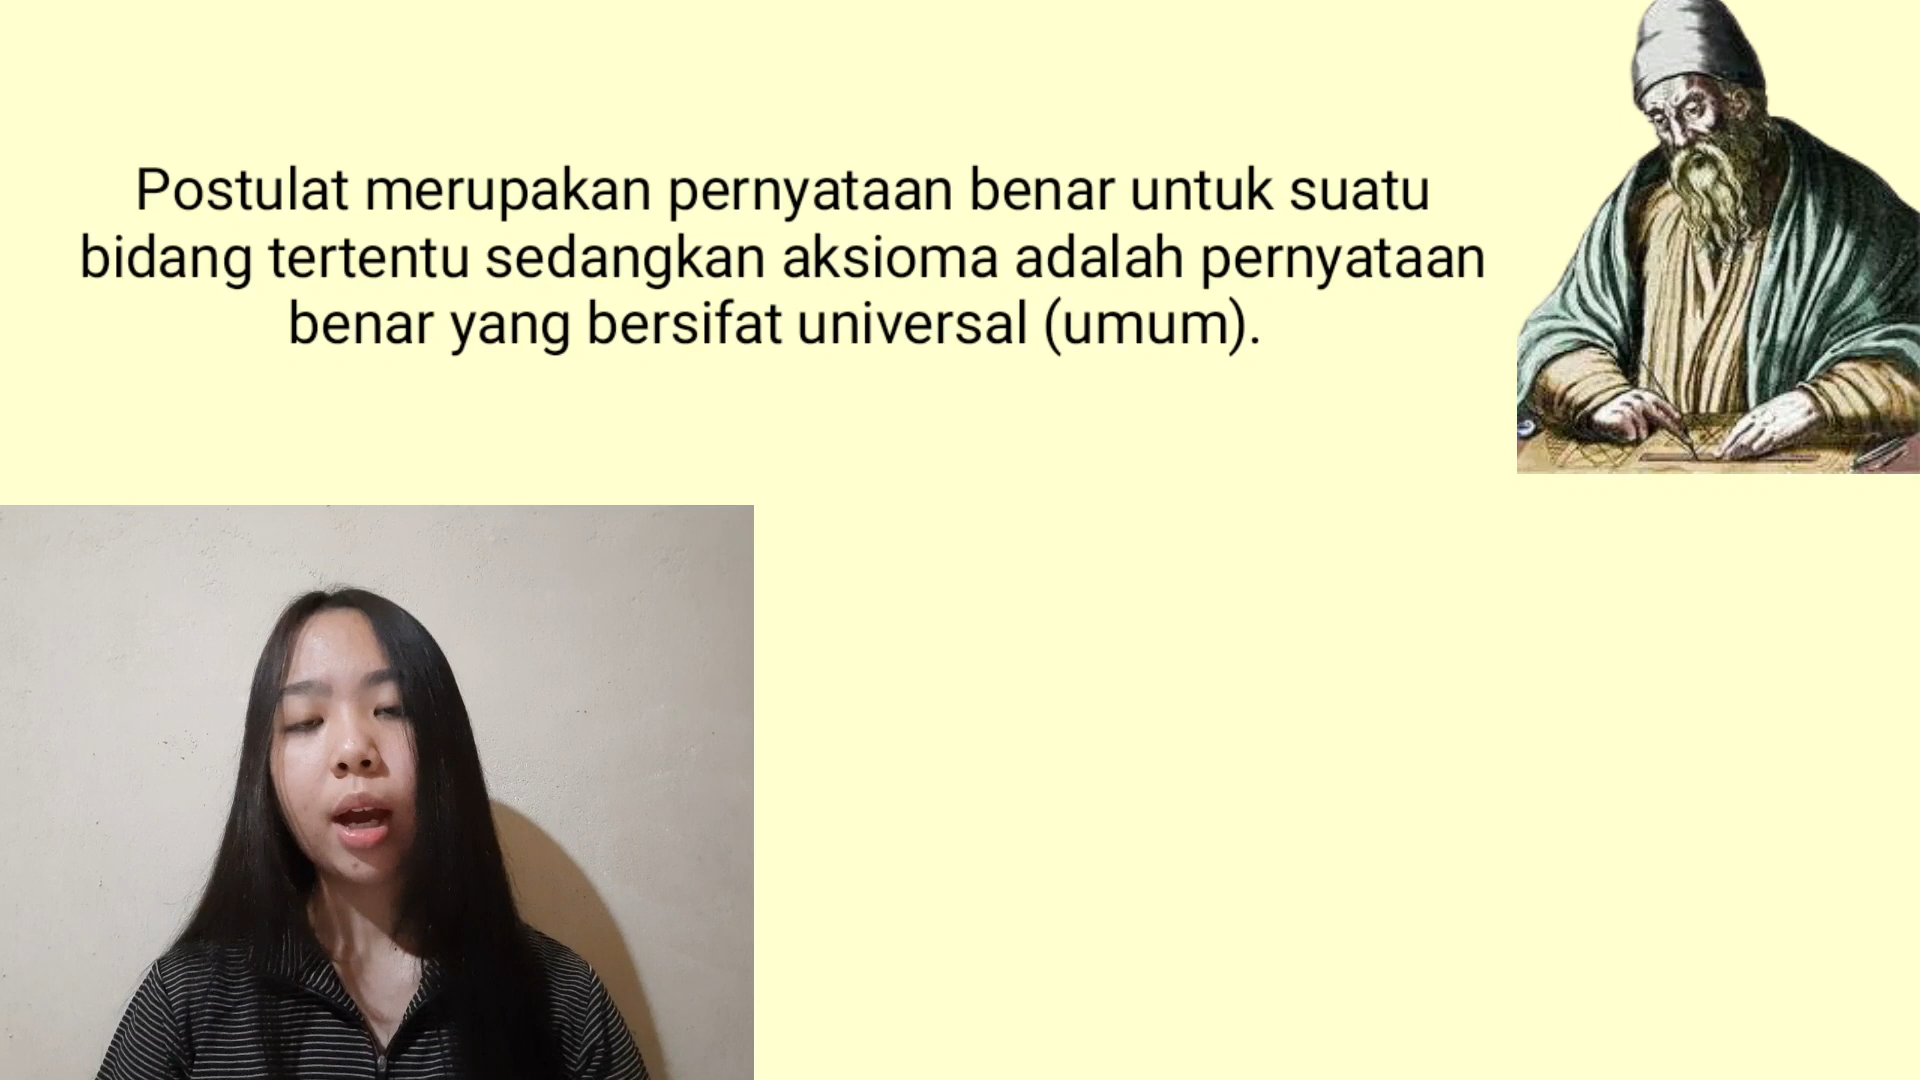 Postulat merupakan pernyataan benar untuk suatu
bidang tertentu sedangkan aksioma adalah pernyataan
benar yang bersifat universal (umum).